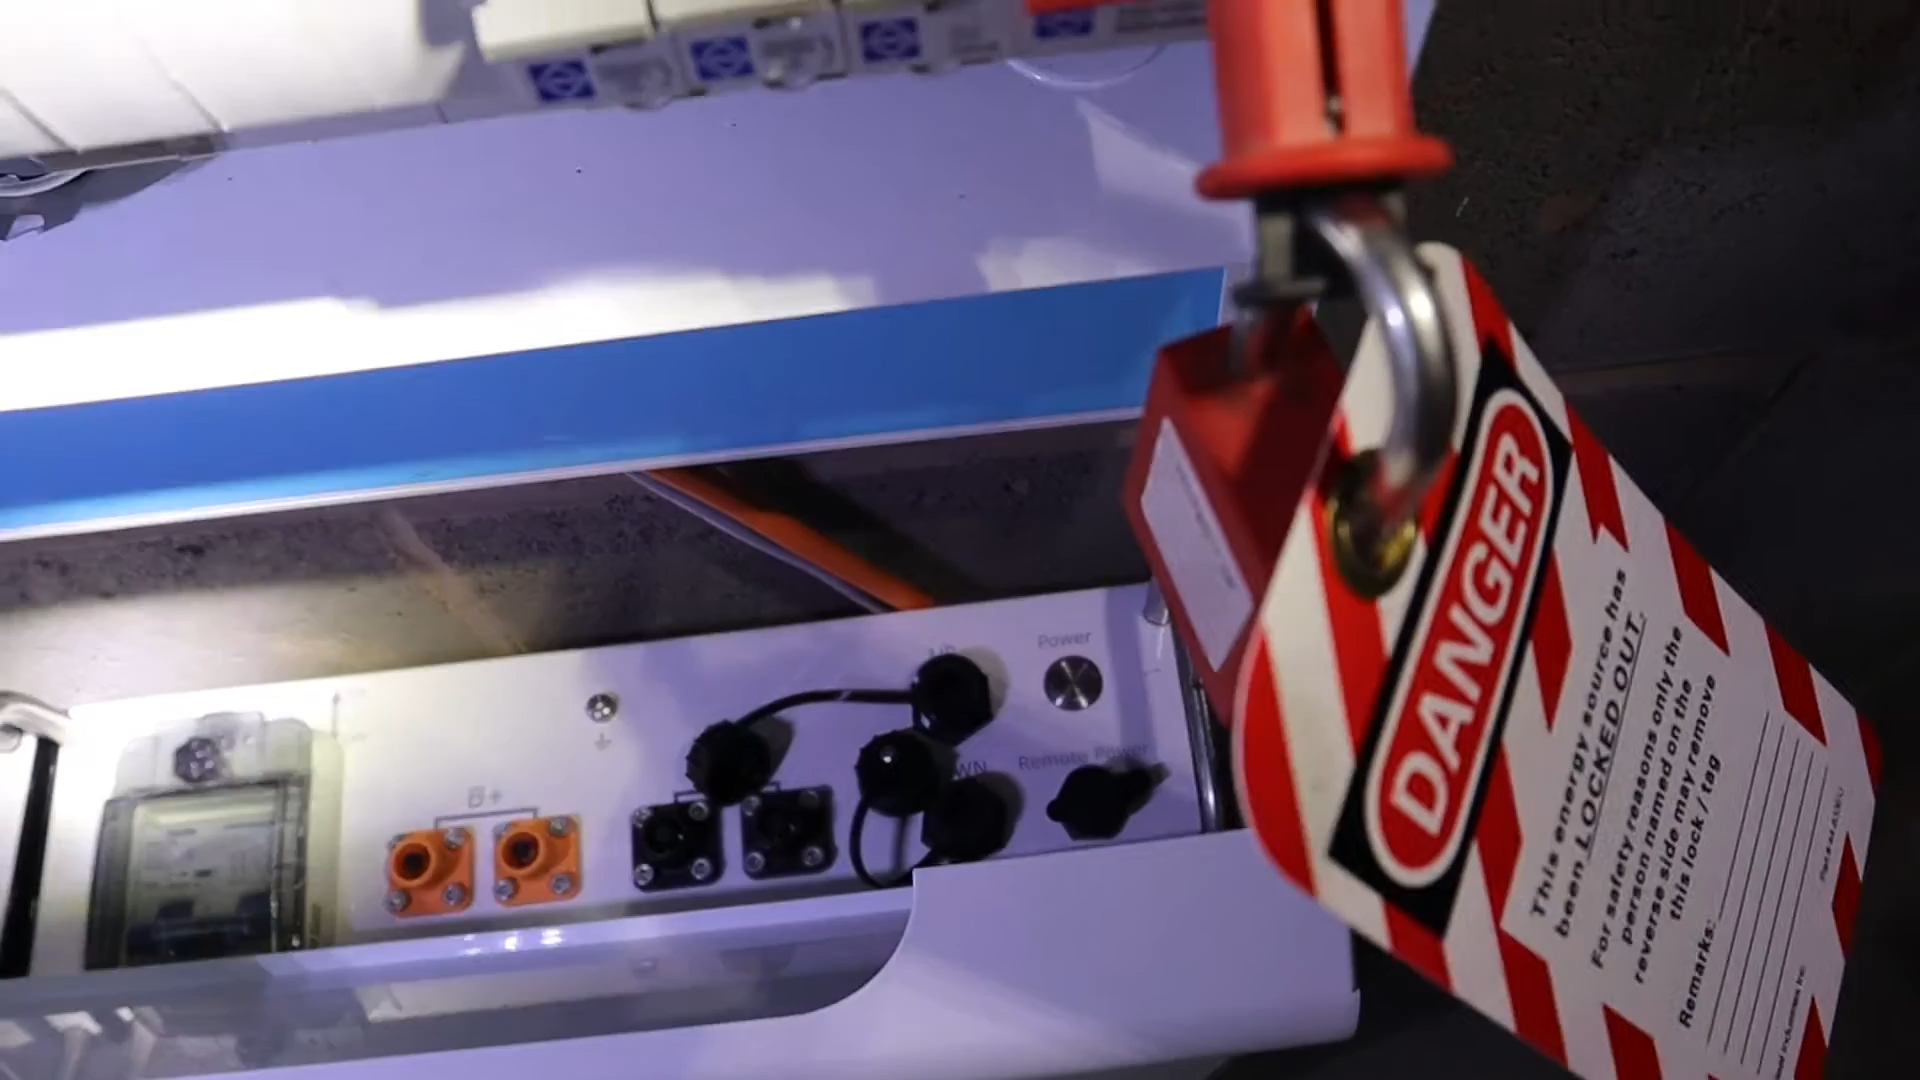 Power
Remote Power
B+
DANGER
This energy source has
been LOCKED OUT.
For safety reasons only the
person named on the
reverse side may remove
this lock / tag
Remarks: